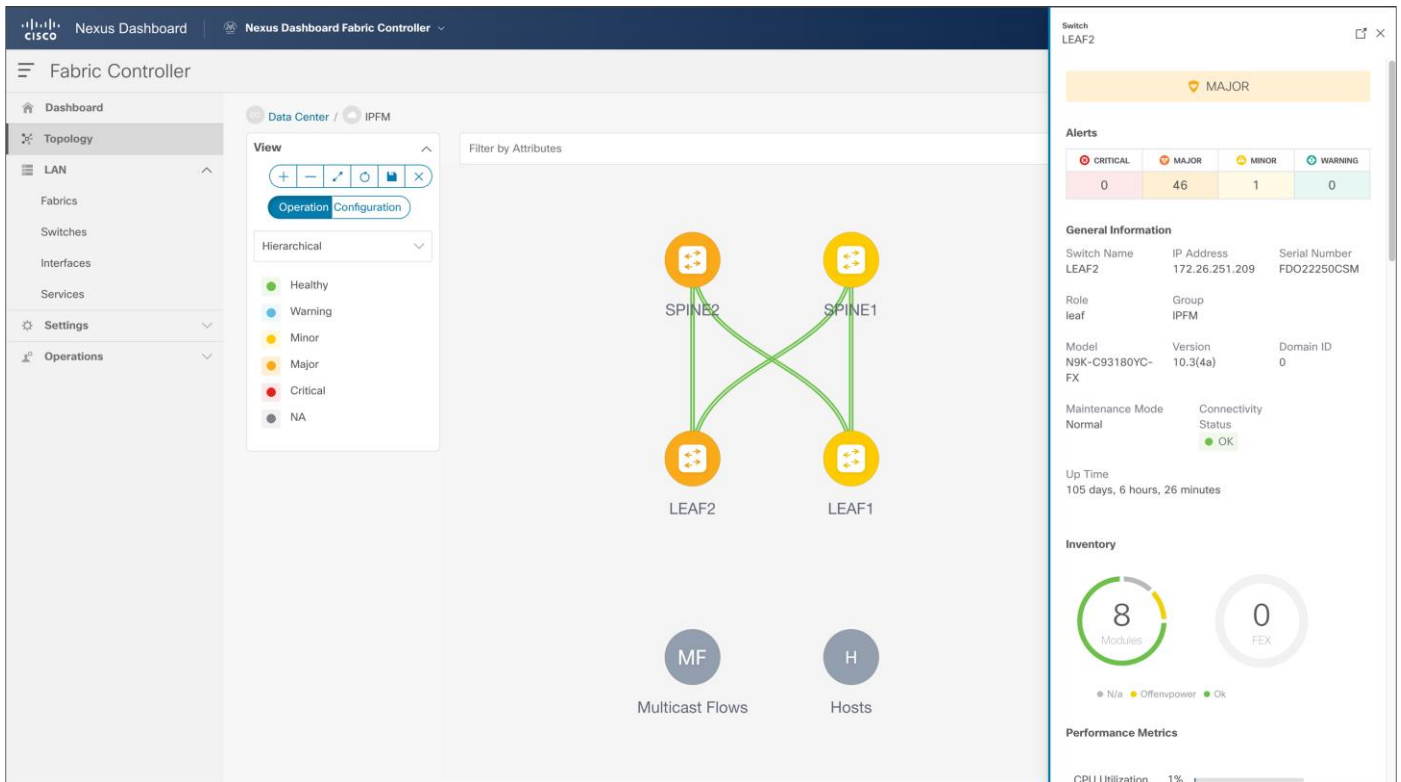 CISCO Nexus Dashboard Nexus Dashboard Fabric Controller
Fabric Controller
Dashboard
Topology
LAN
Fabrics
Switches
Interfaces
Services
Settings
Operations
Data Center / IPFM
View
Operation Configuration
Hierarchical
Healthy
Warning
Minor
Major
Critical
NA
Filter by Attributes
SPINE2 SPINE1
LEAF2 LEAF1
MF H
Multicast Flows Hosts
Switch
LEAF2
MAJOR
Alerts
CRITICAL MAJOR MINOR WARNING
0 46 1 0
General Information
Switch Name IP Address Serial Number
LEAF2 172.26.251.209 FDO22250CSM
Role Group
leaf IPFM
Model Version Domain ID
N9K-C93180YC- 10.3(4a) 0
FX
Maintenance Mode Connectivity
Normal Status
OK
Up Time
105 days, 6 hours, 26 minutes
Inventory
8 0
Modules FEX
N/a Offenvpower Ok
Performance Metrics
CPU Utilization 1%